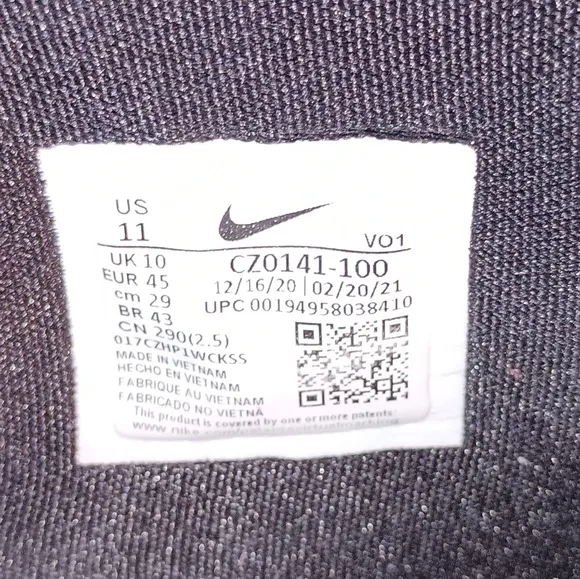 US
11
VO1
UK 10
EUR 45
cm 29
BR 43
CN 290(2.5)
CZ0141-100
12/16/20 | 02/20/21
UPC 00194958038410
017CZHP1WCKSS
MADE IN VIETNAM
HECHO EN VIETNAM
FABRIQUE AU VIETNAM
FABRICADO NO VIETNÃ
This product is covered by one or more patents:
www.nike